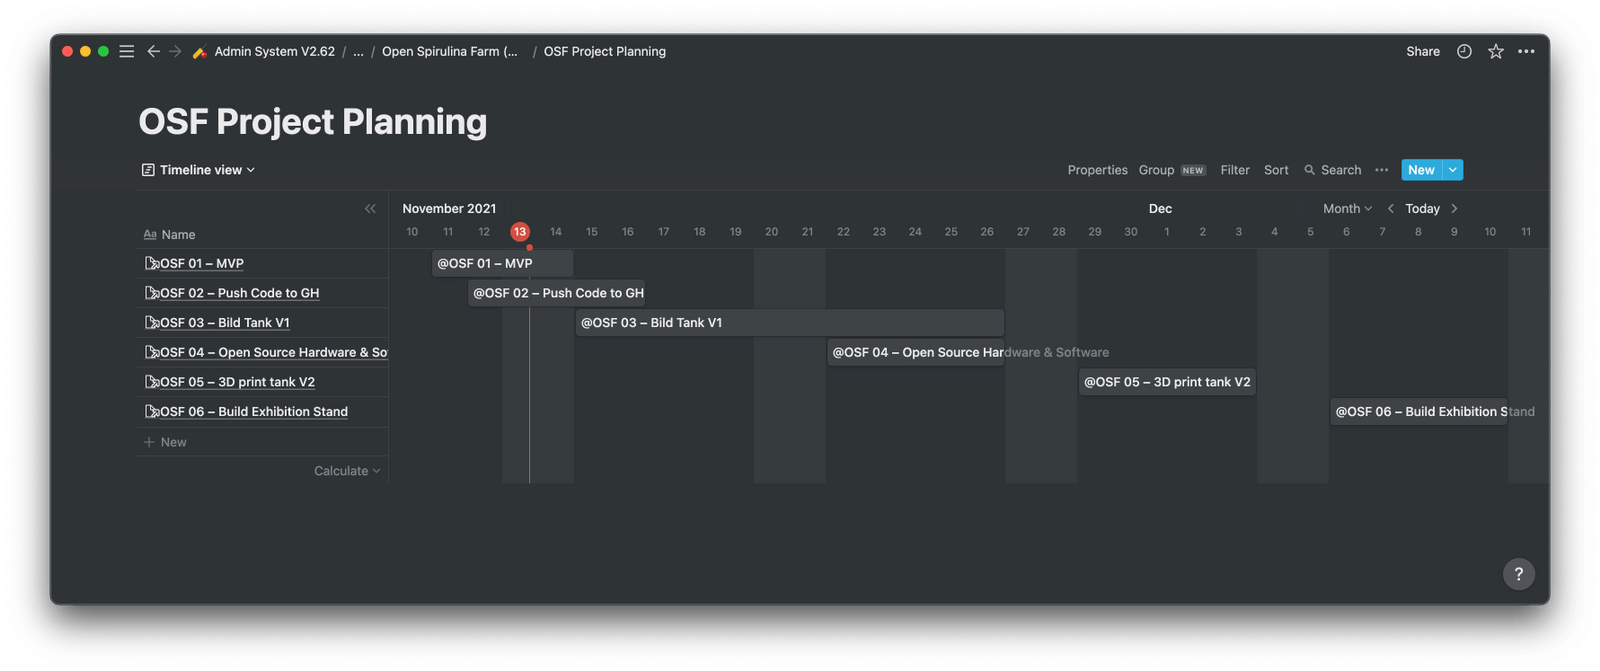 Admin System V2.62 / ... / Open Spirulina Farm (... / OSF Project Planning
Share
OSF Project Planning
Timeline view
Properties Group NEW Filter Sort Search ••• New
November 2021 Dec Month Today
Aa Name
10 11 12 13 14 15 16 17 18 19 20 21 22 23 24 25 26 27 28 29 30 1 2 3 4 5 6 7 8 9 10 11
OSF 01 – MVP @OSF 01 – MVP
OSF 02 – Push Code to GH @OSF 02 – Push Code to GH
OSF 03 – Bild Tank V1 @OSF 03 – Bild Tank V1
OSF 04 – Open Source Hardware & So @OSF 04 – Open Source Hardware & Software
OSF 05 – 3D print tank V2 @OSF 05 – 3D print tank V2
OSF 06 – Build Exhibition Stand @OSF 06 – Build Exhibition Stand
+ New
Calculate
?